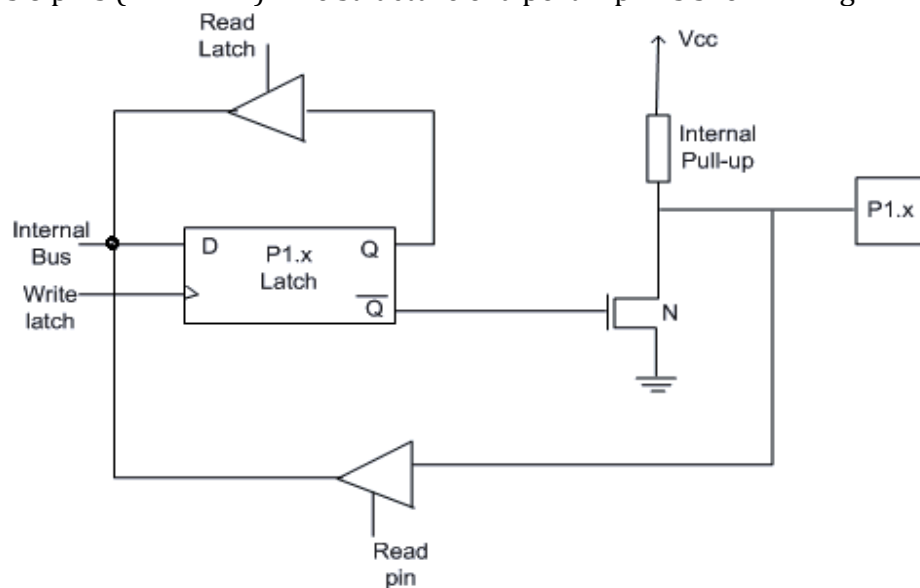 Read
Latch
Vcc
Internal
Pull-up
P1.x
Internal
Bus
D
P1.x
Latch
Q
Q
Write
latch
N
Read
pin